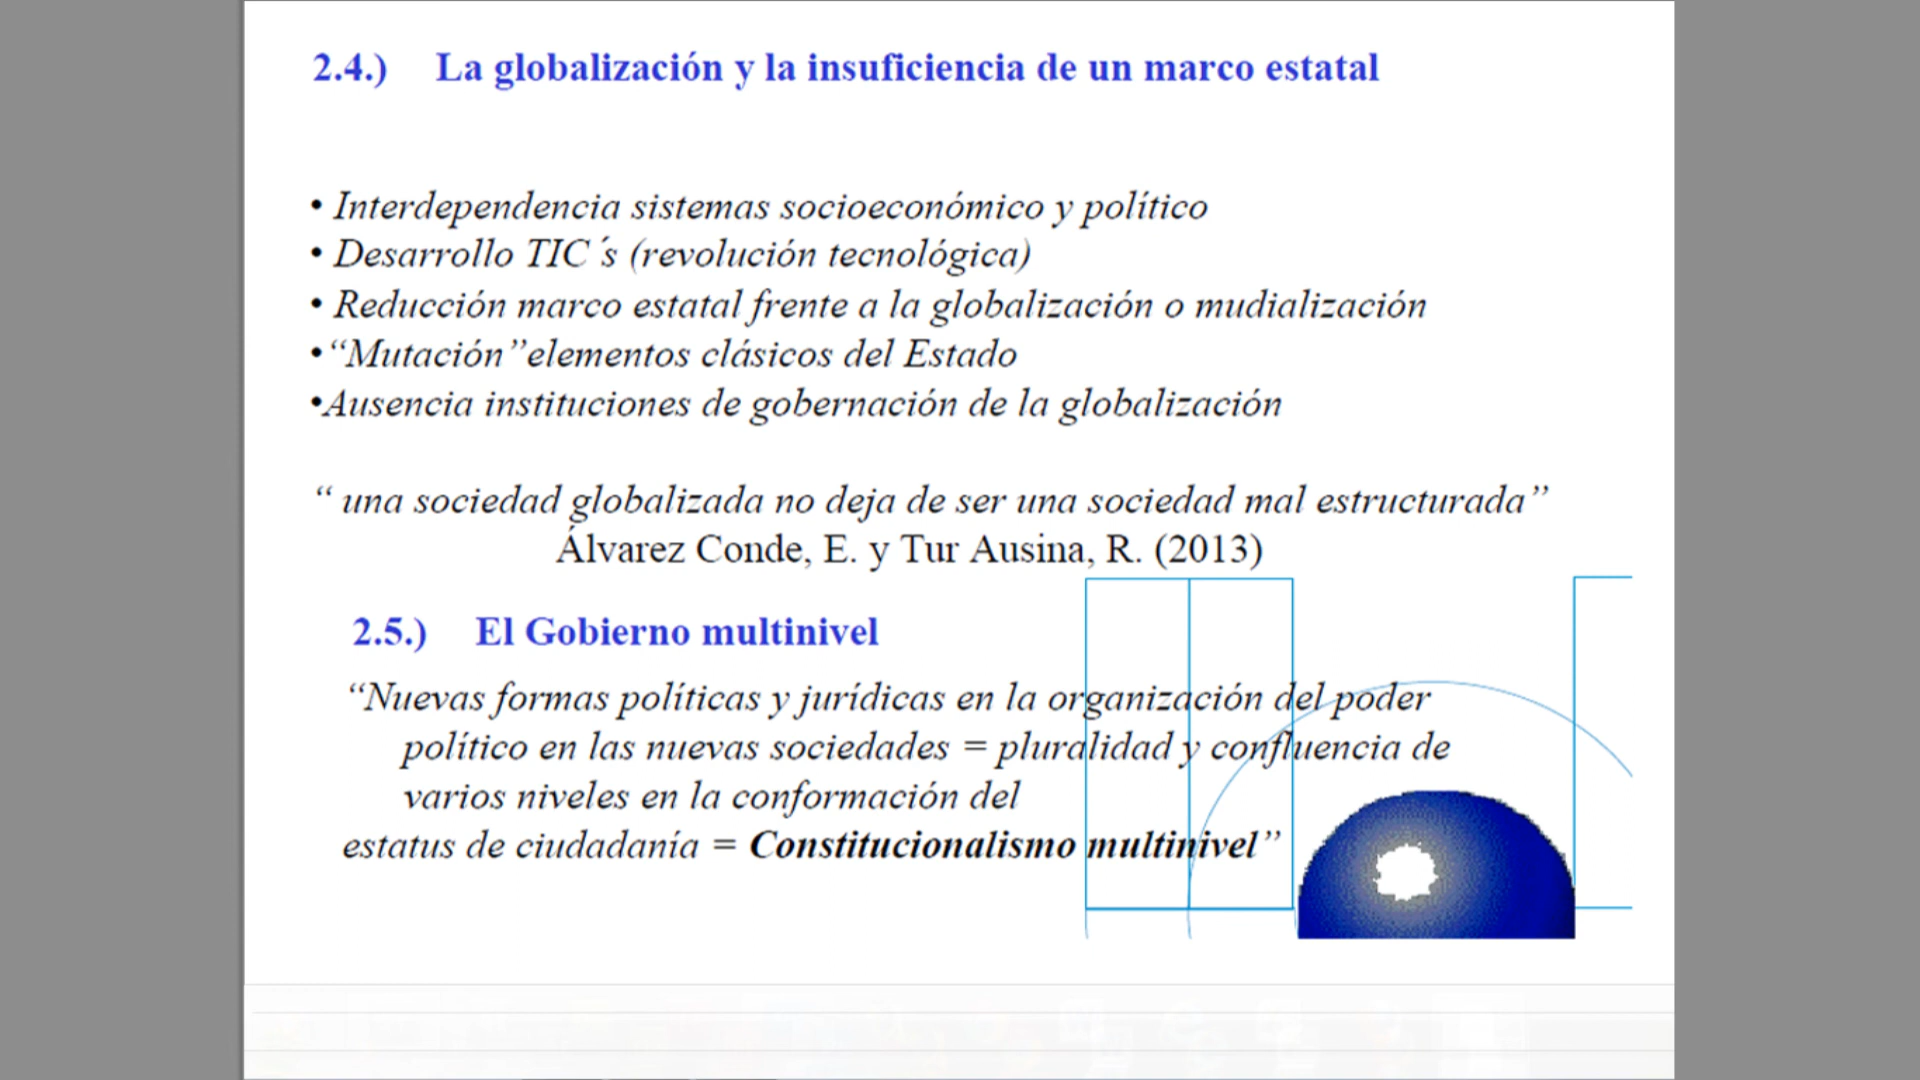 2.4.) La globalización y la insuficiencia de un marco estatal
• Interdependencia sistemas socioeconómico y político
• Desarrollo TIC´s (revolución tecnológica)
• Reducción marco estatal frente a la globalización o mudialización
•“Mutación”elementos clásicos del Estado
•Ausencia instituciones de gobernación de la globalización
“ una sociedad globalizada no deja de ser una sociedad mal estructurada”
Álvarez Conde, E. y Tur Ausina, R. (2013)
2.5.) El Gobierno multinivel
“Nuevas formas políticas y jurídicas en la organización del poder
político en las nuevas sociedades = pluralidad y confluencia de
varios niveles en la conformación del
estatus de ciudadanía = Constitucionalismo multinivel”